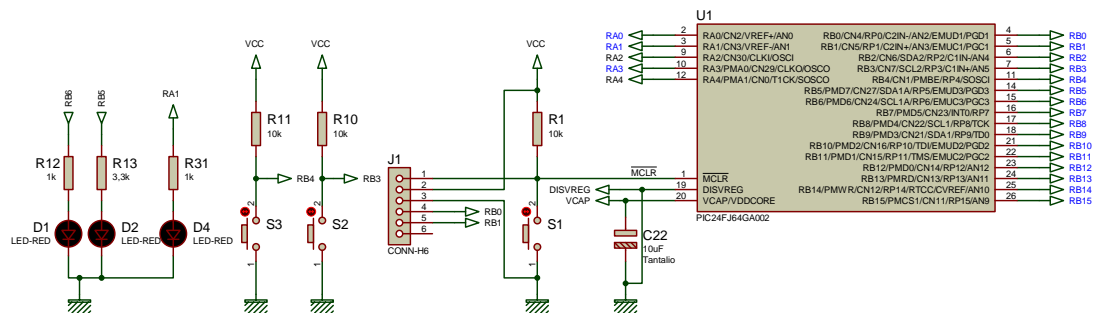 U1
VCC
VCC
VCC
RA0
RA1
RA2
RA3
RA4
2
3
9
10
12
RA0/CN2/VREF+/AN0
RA1/CN3/VREF-/AN1
RA2/CN30/CLKI/OSCI
RA3/PMA0/CN29/CLKO/OSCO
RA4/PMA1/CN0/T1CK/SOSCO
RB0/CN4/RP0/C2IN-/AN2/EMUD1/PGD1
RB1/CN5/RP1/C2IN+/AN3/EMUC1/PGC1
RB2/CN6/SDA2/RP2/C1IN-/AN4
RB3/CN7/SCL2/RP3/C1IN+/AN5
RB4/CN1/PMBE/RP4/SOSCI
RB5/PMD7/CN27/SDA1A/RP5/EMUD3/PGD3
RB6/PMD6/CN24/SCL1A/RP6/EMUC3/PGC3
RB7/PMD5/CN23/INT0/RP7
RB8/PMD4/CN22/SCL1/RP8/TCK
RB9/PMD3/CN21/SDA1/RP9/TD0
RB10/PMD2/CN16/RP10/TDI/EMUD2/PGD2
RB11/PMD1/CN15/RP11/TMS/EMUC2/PGC2
RB12/PMD0/CN14/RP12/AN12
RB13/PMRD/CN13/RP13/AN11
RB14/PMWR/CN12/RP14/RTCC/CVREF/AN10
RB15/PMCS1/CN11/RP15/AN9
4
5
6
7
11
14
15
16
17
18
21
22
23
24
25
26
RB0
RB1
RB2
RB3
RB4
RB5
RB6
RB7
RB8
RB9
RB10
RB11
RB12
RB13
RB14
RB15
MCLR
DISVREG
VCAP
1
19
20
MCLR
DISVREG
VCAP/VDDCORE
PIC24FJ64GA002
RB6
RB5
RA1
R12
1k
R13
3,3k
R31
1k
D1
LED-RED
D2
LED-RED
D4
LED-RED
R11
10k
R10
10k
R1
10k
RB4
RB3
2
S3
1
2
S2
1
2
S1
1
J1
1
2
3
4
5
6
RB0
RB1
CONN-H6
C22
10uF
Tantalio